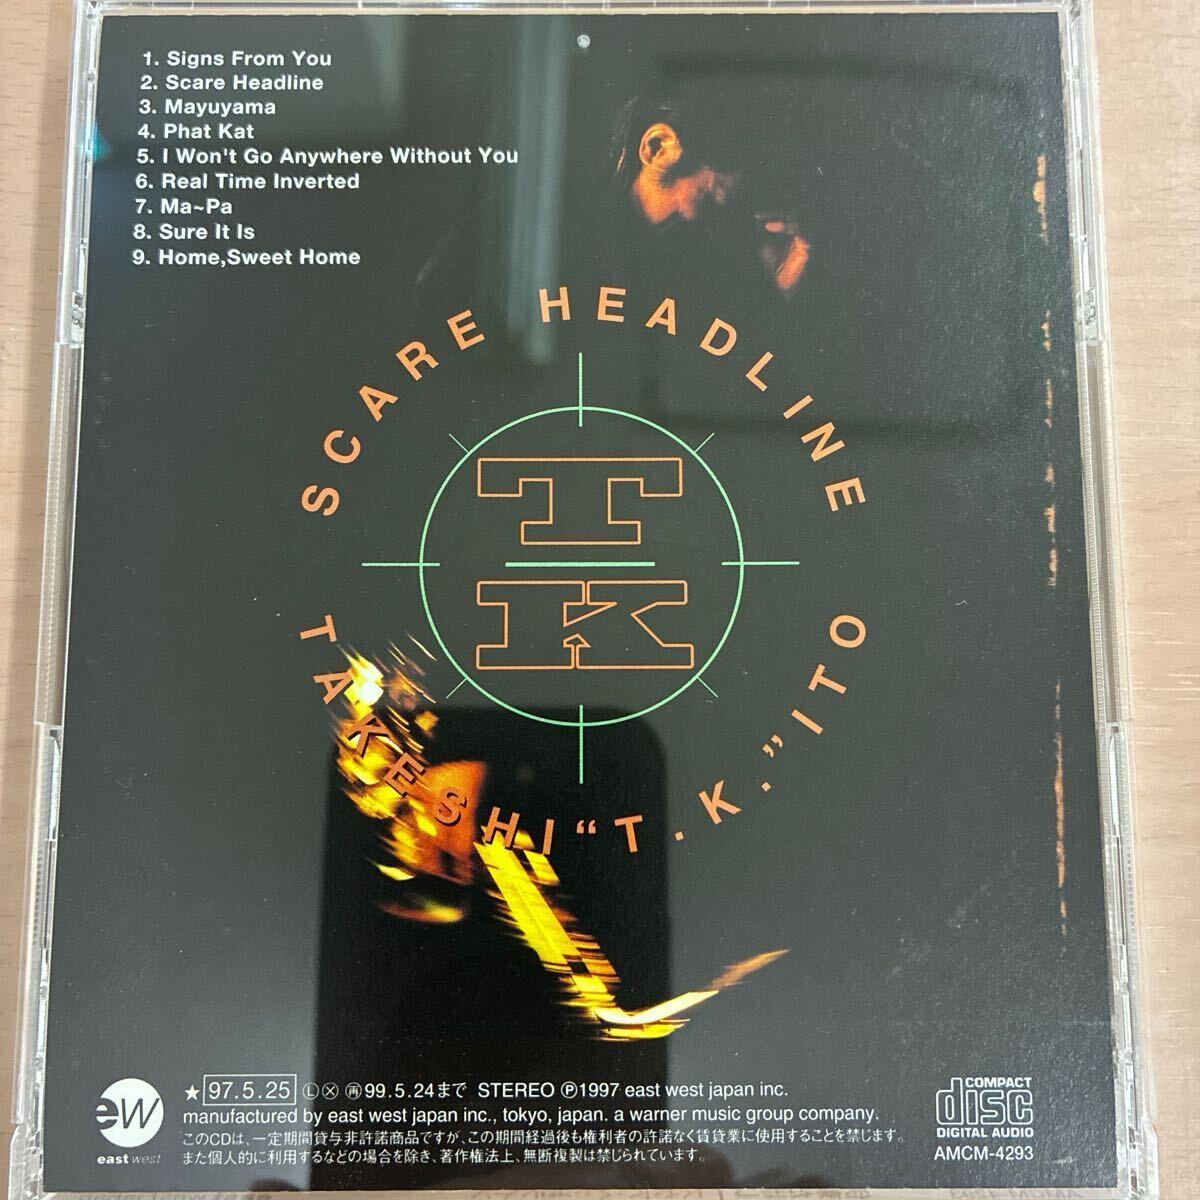 1. Signs From You
2. Scare Headline
3. Mayuyama
4. Phat Kat
5. I Won't Go Anywhere Without You
6. Real Time Inverted
7. Ma~Pa
8. Sure It Is
9. Home,Sweet Home
SCARE HEADLINE
T
K
TAKESHI "T.K." ITO
ew
east west
★97.5.25 Ⓛ Ⓧ ㊞99.5.24まで STEREO Ⓟ1997 east west japan inc.
manufactured by east west japan inc., tokyo, japan. a warner music group company.
このCDは、一定期間貸与非許諾商品ですが、この期間経過後も権利者の許諾なく賃貸業に使用することを禁じます。
また個人的に利用するなどの場合を除き、著作権法上、無断複製は禁じられています。
COMPACT
disc
DIGITAL AUDIO
AMCM-4293